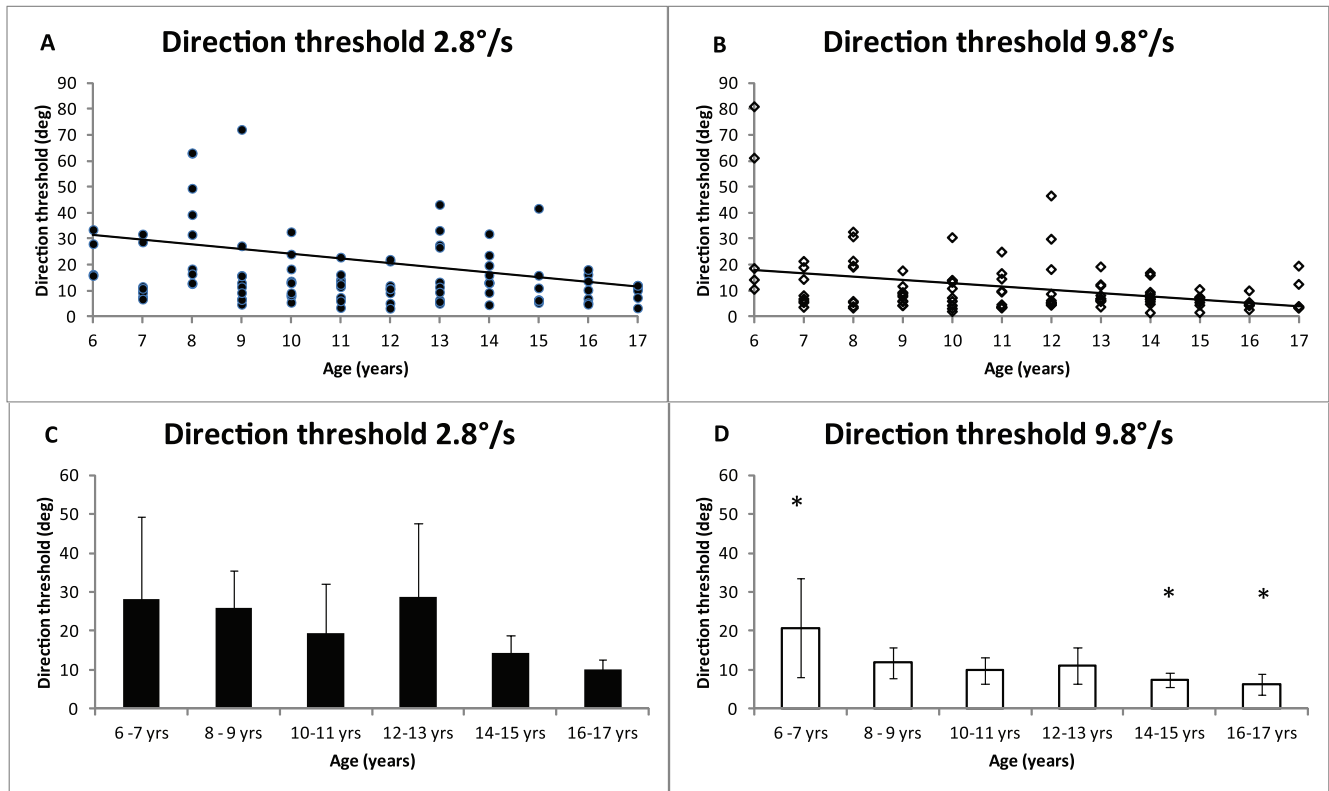 A
Direction threshold 2.8°/s
Direction threshold (deg)
90
80
70
60
50
40
30
20
10
0
6 7 8 9 10 11 12 13 14 15 16 17
Age (years)
B
Direction threshold 9.8°/s
Direction threshold (deg)
90
80
70
60
50
40
30
20
10
0
6 7 8 9 10 11 12 13 14 15 16 17
Age (years)
C
Direction threshold 2.8°/s
Direction threshold (deg)
60
50
40
30
20
10
0
6 -7 yrs 8 - 9 yrs 10-11 yrs 12-13 yrs 14-15 yrs 16-17 yrs
Age (years)
D
Direction threshold 9.8°/s
Direction threshold (deg)
60
50
40
30
20
10
0
*
* *
6 -7 yrs 8 - 9 yrs 10-11 yrs 12-13 yrs 14-15 yrs 16-17 yrs
Age (years)